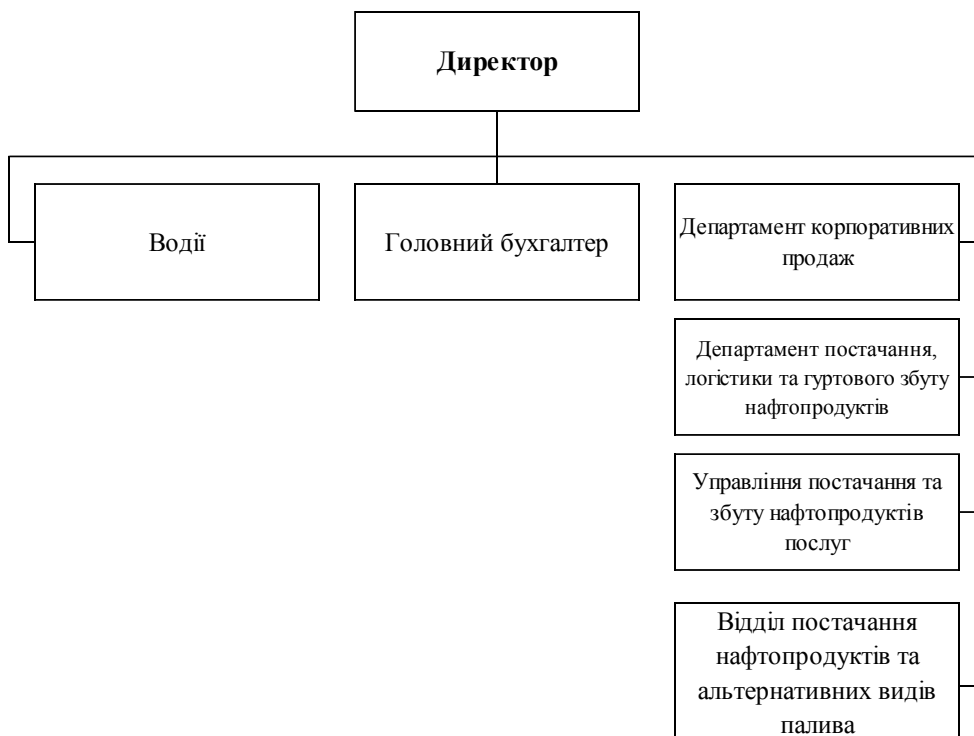 Директор
Водії
Головний бухгалтер
Департамент корпоративних
продаж
Департамент постачання,
логістики та гуртового збуту
нафтопродуктів
Управління постачання та
збуту нафтопродуктів
послуг
Відділ постачання
нафтопродуктів та
альтернативних видів
палива